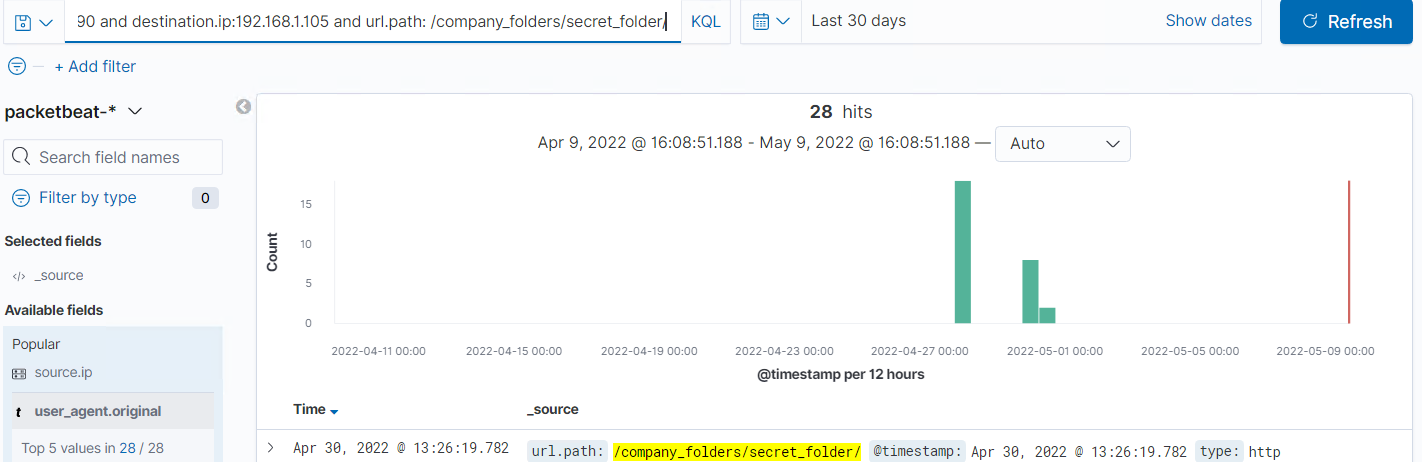 90 and destination.ip:192.168.1.105 and url.path: /company_folders/secret_folder/ KQL Last 30 days Show dates Refresh
+ Add filter
packetbeat-*
Search field names
Filter by type 0
Selected fields
_source
Available fields
Popular
source.ip
t user_agent.original
Top 5 values in 28 / 28
28 hits
Apr 9, 2022 @ 16:08:51.188 - May 9, 2022 @ 16:08:51.188 — Auto
Count
15
10
5
0
2022-04-11 00:00 2022-04-15 00:00 2022-04-19 00:00 2022-04-23 00:00 2022-04-27 00:00 2022-05-01 00:00 2022-05-05 00:00 2022-05-09 00:00
@timestamp per 12 hours
Time _source
Apr 30, 2022 @ 13:26:19.782 url.path: /company_folders/secret_folder/ @timestamp: Apr 30, 2022 @ 13:26:19.782 type: http